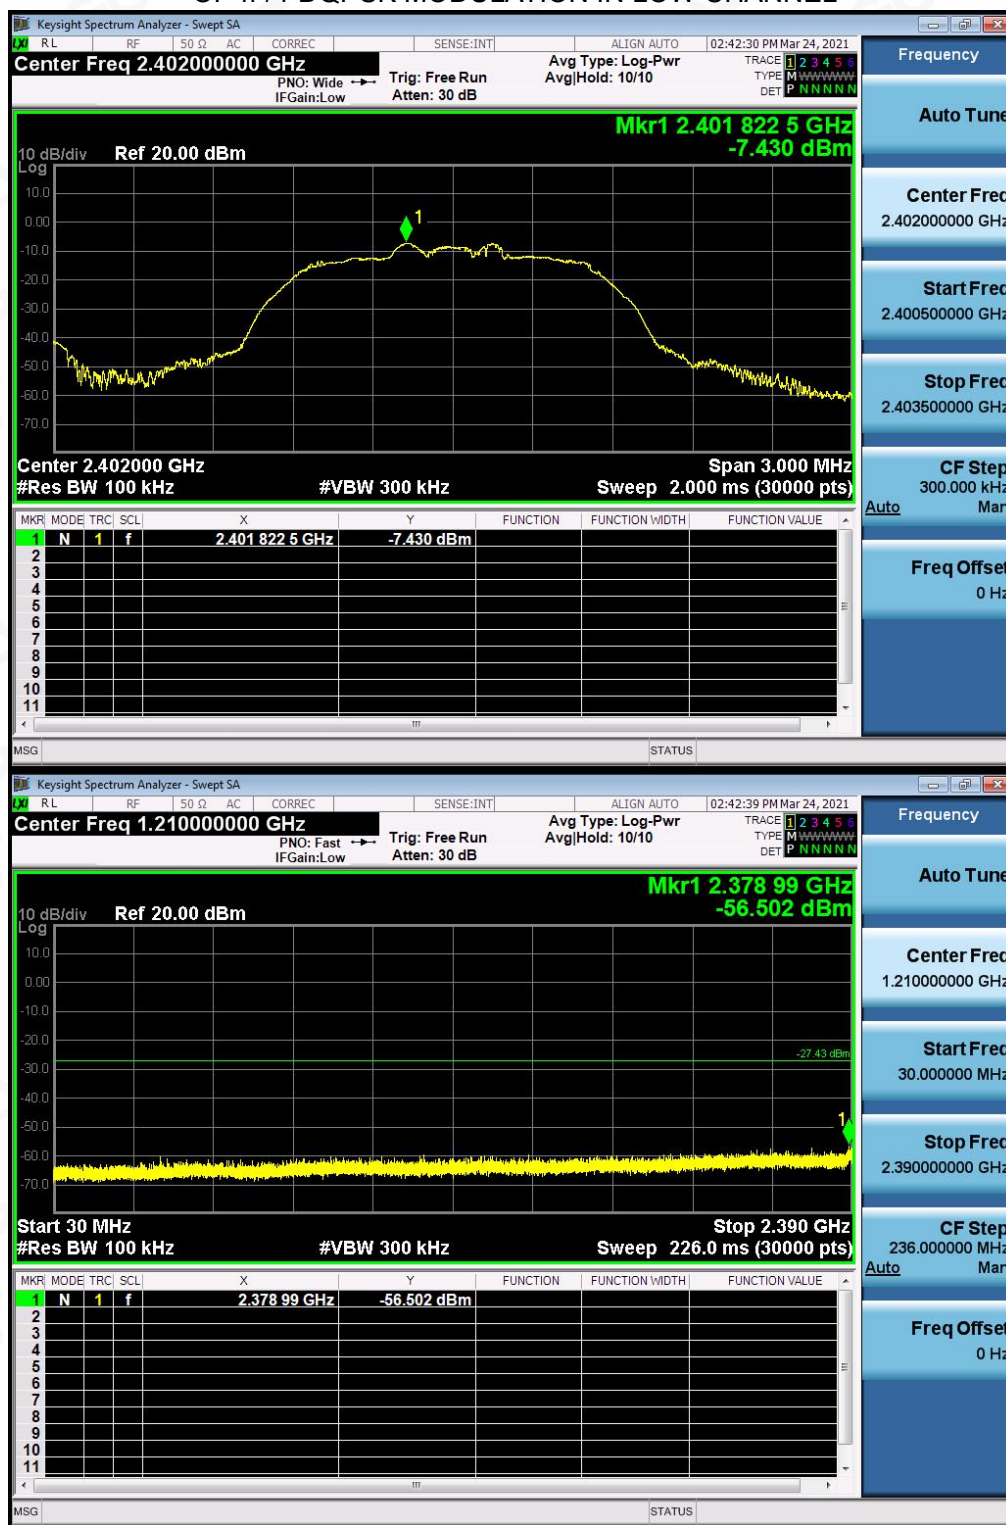 OF π/4-DQPSK MODULATION IN LOW CHANNEL
Keysight Spectrum Analyzer - Swept SA
LXI RL RF 50 Ω AC CORREC SENSE:INT ALIGN AUTO 02:42:30 PM Mar 24, 2021
Center Freq 2.402000000 GHz
PNO: Wide
IFGain:Low
Trig: Free Run
Atten: 30 dB
Avg Type: Log-Pwr
Avg|Hold: 10/10
TRACE 1 2 3 4 5 6
TYPE M WWWWW
DET P N N N N N
Mkr1 2.401 822 5 GHz
-7.430 dBm
10 dB/div Ref 20.00 dBm
Log
10.0
0.00
-10.0
-20.0
-30.0
-40.0
-50.0
-60.0
-70.0
1
Center 2.402000 GHz Span 3.000 MHz
#Res BW 100 kHz #VBW 300 kHz Sweep 2.000 ms (30000 pts)
MKR MODE TRC SCL X Y FUNCTION FUNCTION WIDTH FUNCTION VALUE
1 N 1 f 2.401 822 5 GHz -7.430 dBm
2
3
4
5
6
7
8
9
10
11
MSG STATUS
Frequency
Auto Tune
Center Freq
2.402000000 GHz
Start Freq
2.400500000 GHz
Stop Freq
2.403500000 GHz
CF Step
300.000 kHz
Auto Man
Freq Offset
0 Hz
Keysight Spectrum Analyzer - Swept SA
LXI RL RF 50 Ω AC CORREC SENSE:INT ALIGN AUTO 02:42:39 PM Mar 24, 2021
Center Freq 1.210000000 GHz
PNO: Fast
IFGain:Low
Trig: Free Run
Atten: 30 dB
Avg Type: Log-Pwr
Avg|Hold: 10/10
TRACE 1 2 3 4 5 6
TYPE M WWWWW
DET P N N N N N
Mkr1 2.378 99 GHz
-56.502 dBm
10 dB/div Ref 20.00 dBm
Log
10.0
0.00
-10.0
-20.0
-30.0
-40.0
-50.0
-60.0
-70.0
-27.43 dBm
1
Start 30 MHz Stop 2.390 GHz
#Res BW 100 kHz #VBW 300 kHz Sweep 226.0 ms (30000 pts)
MKR MODE TRC SCL X Y FUNCTION FUNCTION WIDTH FUNCTION VALUE
1 N 1 f 2.378 99 GHz -56.502 dBm
2
3
4
5
6
7
8
9
10
11
MSG STATUS
Frequency
Auto Tune
Center Freq
1.210000000 GHz
Start Freq
30.000000 MHz
Stop Freq
2.390000000 GHz
CF Step
236.000000 MHz
Auto Man
Freq Offset
0 Hz